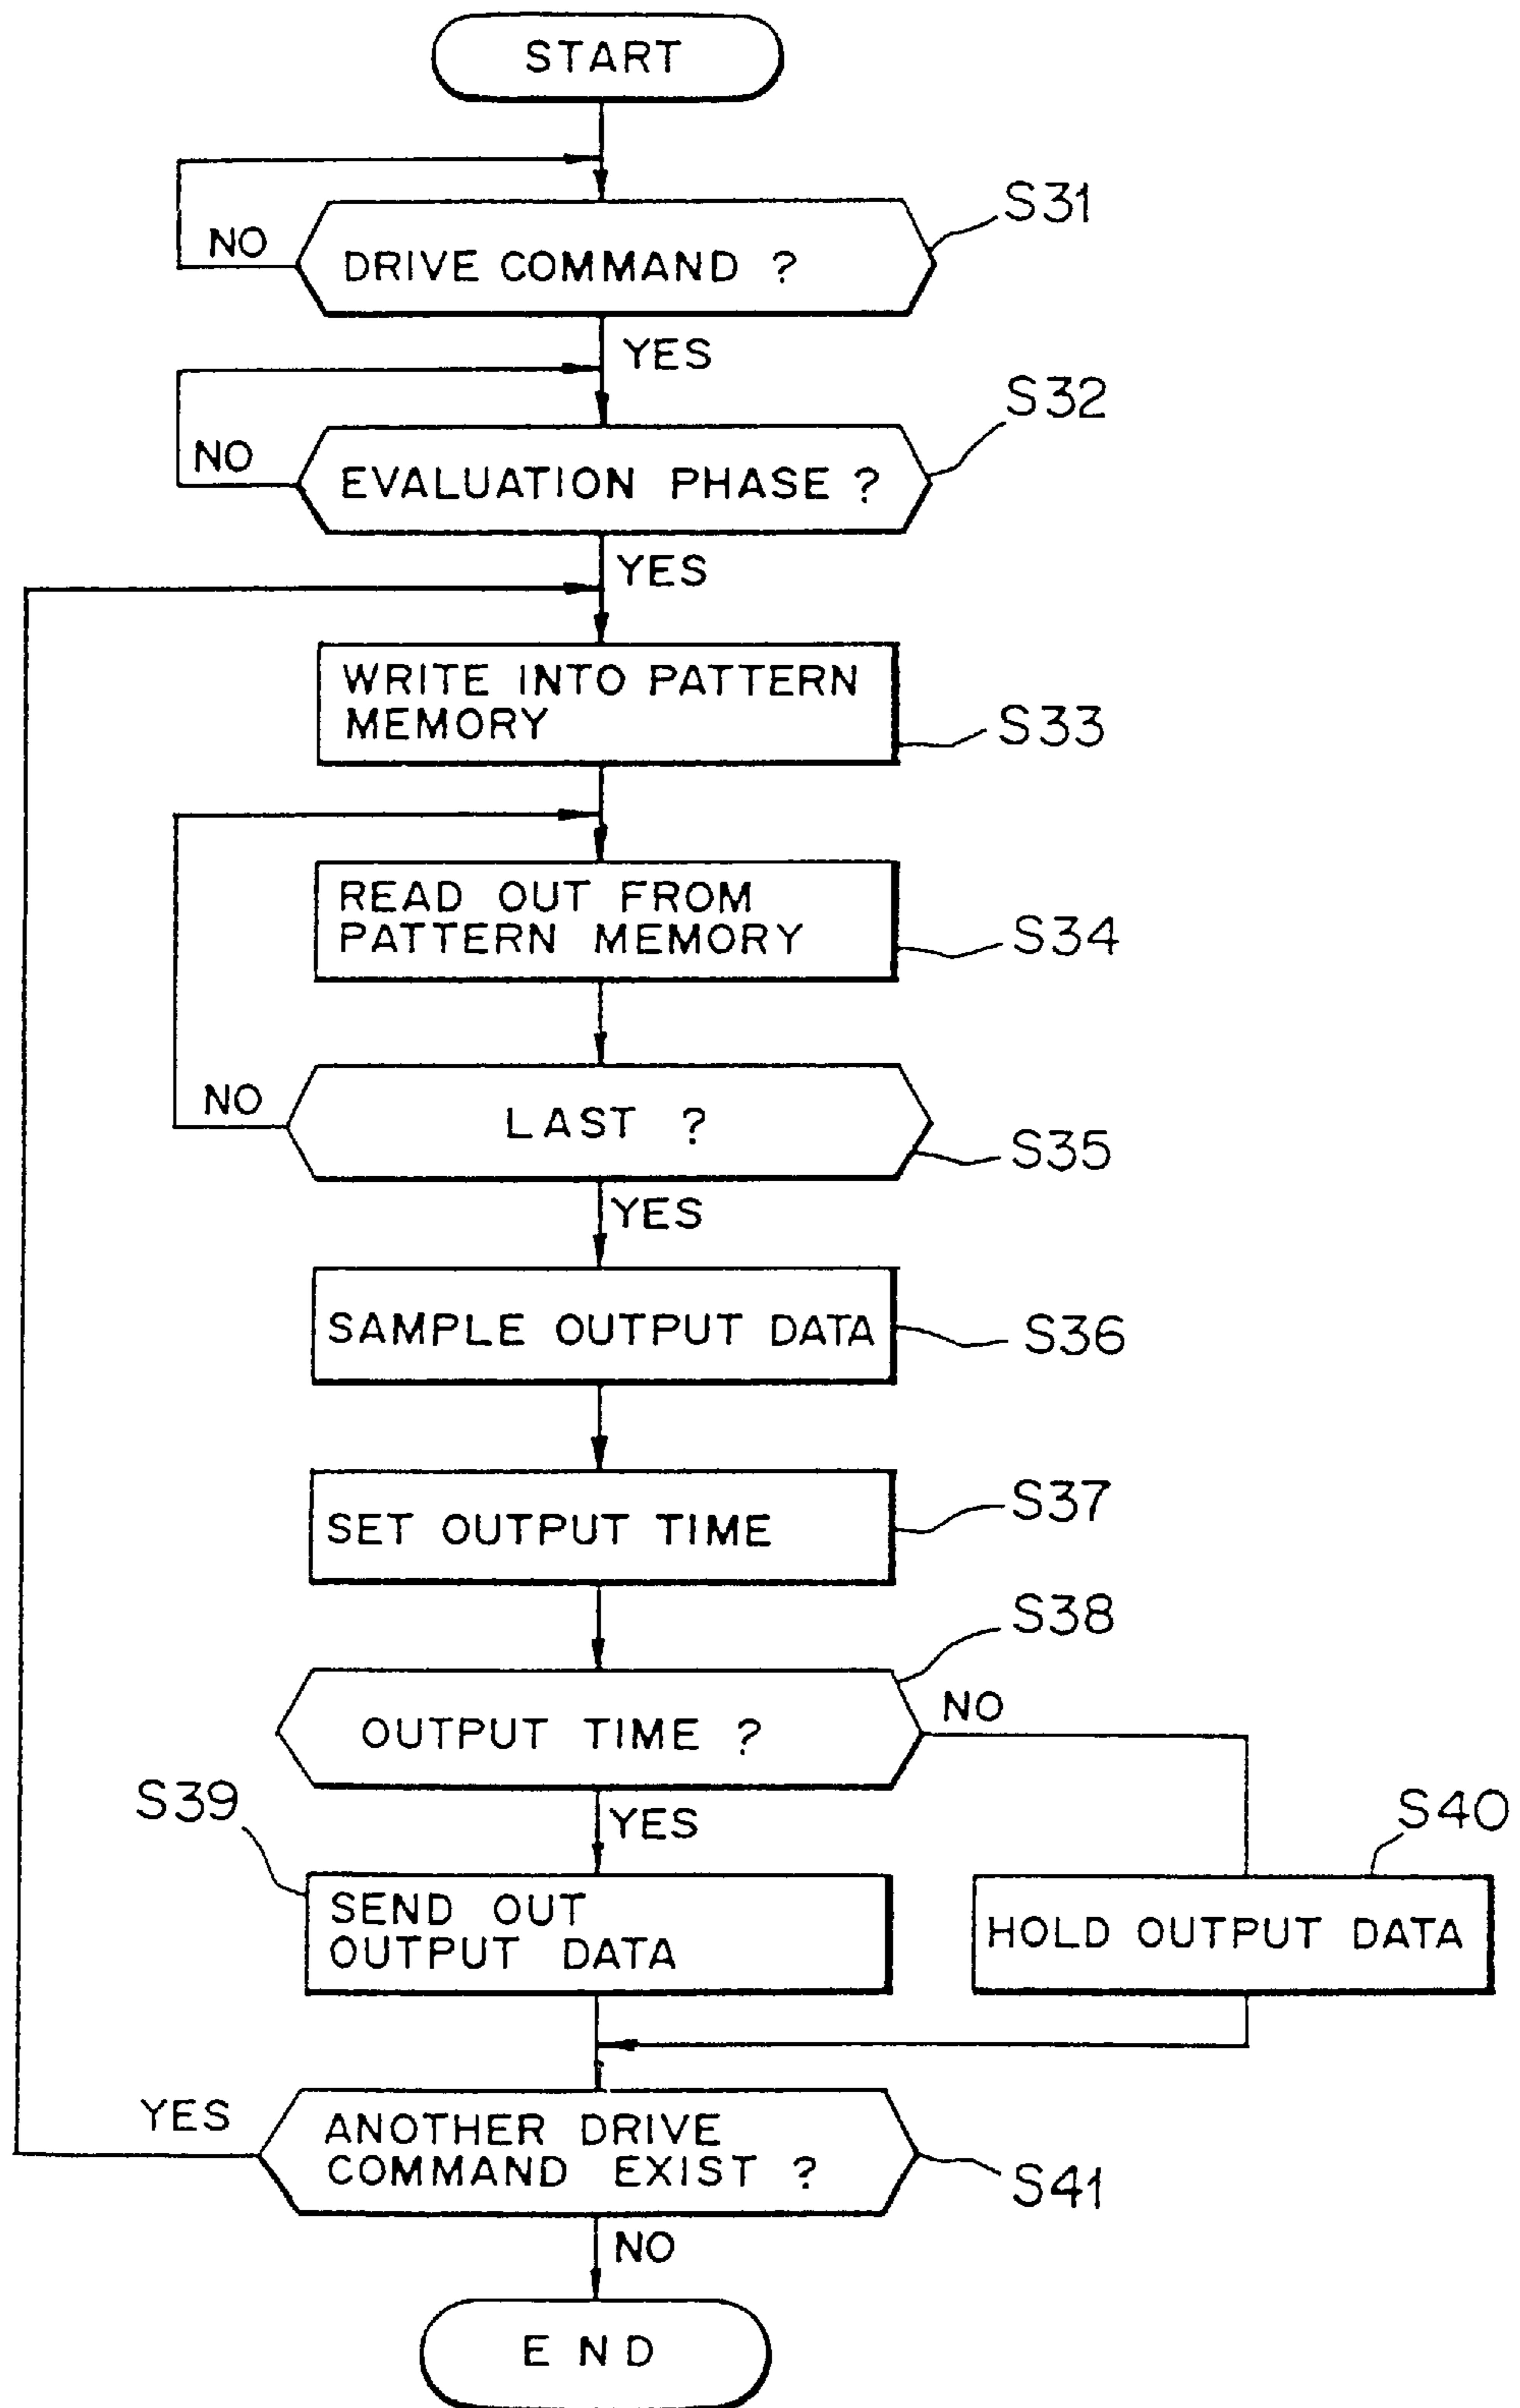 START
S31
NO
DRIVE COMMAND ?
YES
S32
NO
EVALUATION PHASE ?
YES
WRITE INTO PATTERN
MEMORY
S33
READ OUT FROM
PATTERN MEMORY
S34
NO
LAST ?
S35
YES
SAMPLE OUTPUT DATA
S36
SET OUTPUT TIME
S37
S38
NO
OUTPUT TIME ?
S39
YES
S40
SEND OUT
OUTPUT DATA
HOLD OUTPUT DATA
YES
ANOTHER DRIVE
COMMAND EXIST ?
S41
NO
END